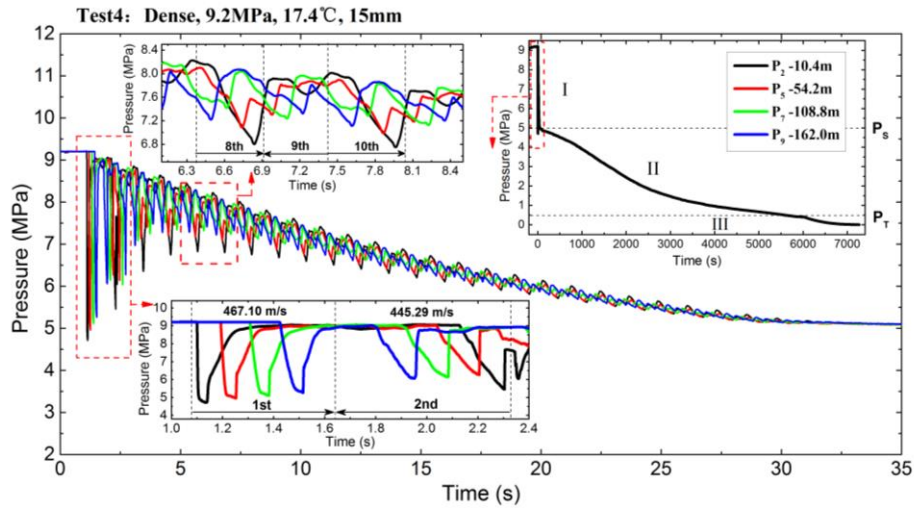 Test4：Dense, 9.2MPa, 17.4℃, 15mm
12
11
10
9
8
7
6
5
4
3
2
Pressure (MPa)
0 5 10 15 20 25 30 35
Time (s)
8.4
8.0
7.6
7.2
6.8
Pressure (MPa)
8th 9th 10th
6.3 6.6 6.9 7.2 7.5 7.8 8.1 8.4
Time (s)
9
8
7
6
5
4
3
2
1
0
Pressure (MPa)
I
II
III
P₂ -10.4m
P₅ -54.2m
P₇ -108.8m
P₉ -162.0m
P_S
P_T
0 1000 2000 3000 4000 5000 6000 7000
Time (s)
10
9
8
7
6
5
4
Pressure (MPa)
467.10 m/s 445.29 m/s
1st 2nd
1.0 1.2 1.4 1.6 1.8 2.0 2.2 2.4
Time (s)